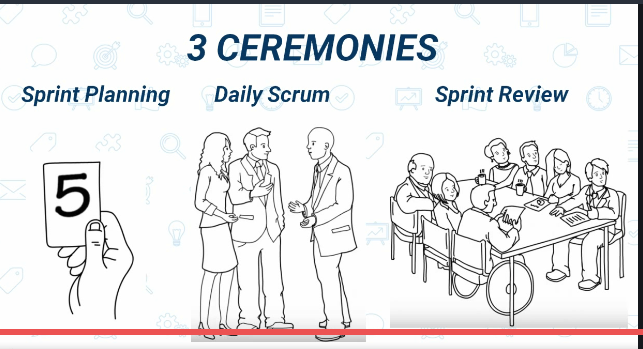 3 CEREMONIES
Sprint Planning
Daily Scrum
Sprint Review
5